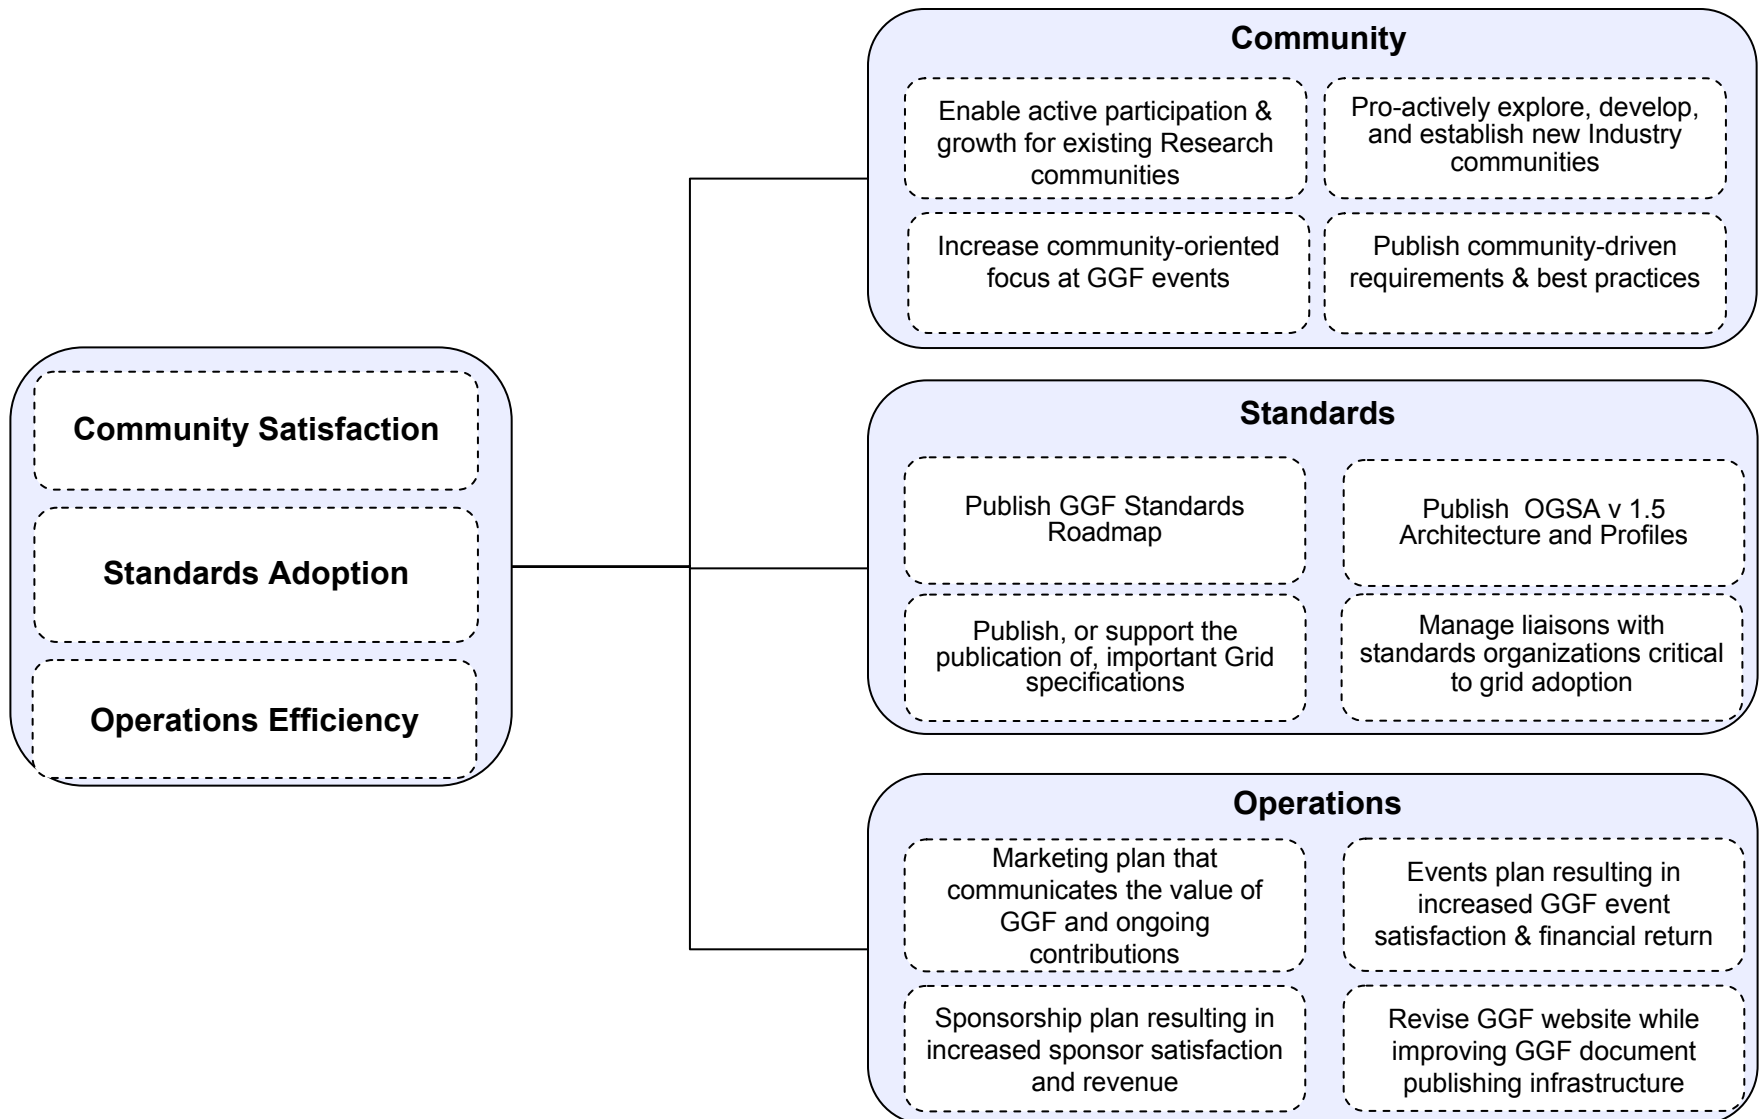 Community Satisfaction
Standards Adoption
Operations Efficiency
Community
Enable active participation &
growth for existing Research
communities
Pro-actively explore, develop,
and establish new Industry
communities
Increase community-oriented
focus at GGF events
Publish community-driven
requirements & best practices
Standards
Publish GGF Standards
Roadmap
Publish  OGSA v 1.5
Architecture and Profiles
Publish, or support the
publication of, important Grid
specifications
Manage liaisons with
standards organizations critical
to grid adoption
Operations
Marketing plan that
communicates the value of
GGF and ongoing
contributions
Events plan resulting in
increased GGF event
satisfaction & financial return
Sponsorship plan resulting in
increased sponsor satisfaction
and revenue
Revise GGF website while
improving GGF document
publishing infrastructure